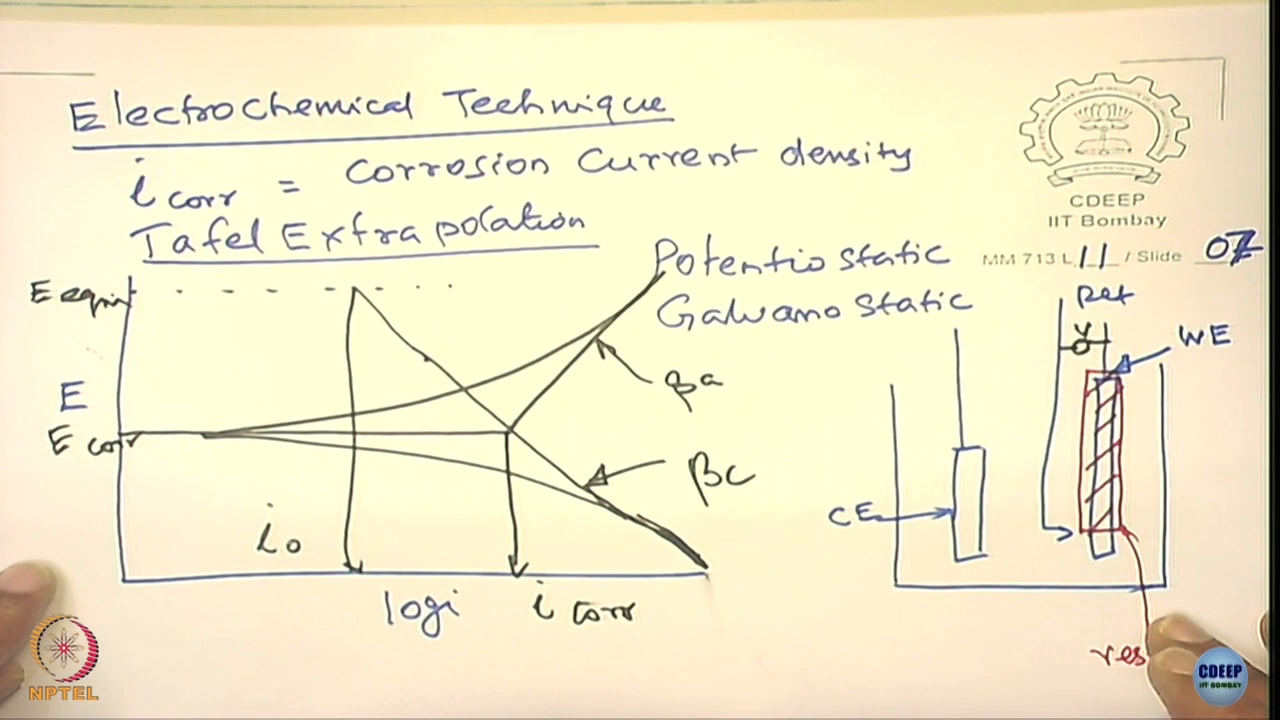 Electrochemical Technique
i corr = Corrosion Current density
Tafel Extrapolation
CDEEP
IIT Bombay
MM 713 L 11 / Slide 07
Potentiostatic
Galvanostatic
E
E corr
βa
βc
i₀
log i
i corr
Ref
V
WE
CE
res
NPTEL
CDEEP
IIT BOMBAY